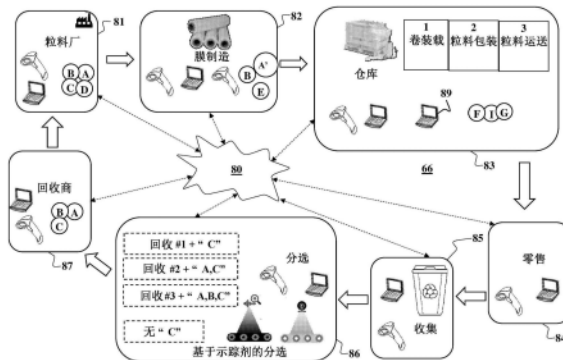 粒料厂
81
B A
C D
膜制造
82
A'
B
E
仓库
1
卷装载
2
粒料包装
3
粒料运送
89
F I G
83
66
80
回收商
B A
C
87
回收 #1 + “ C”
回收 #2 + “ A,C”
回收#3 + “ A,B,C”
无 “ C”
分选
基于示踪剂的分选
86
85
收集
零售
84